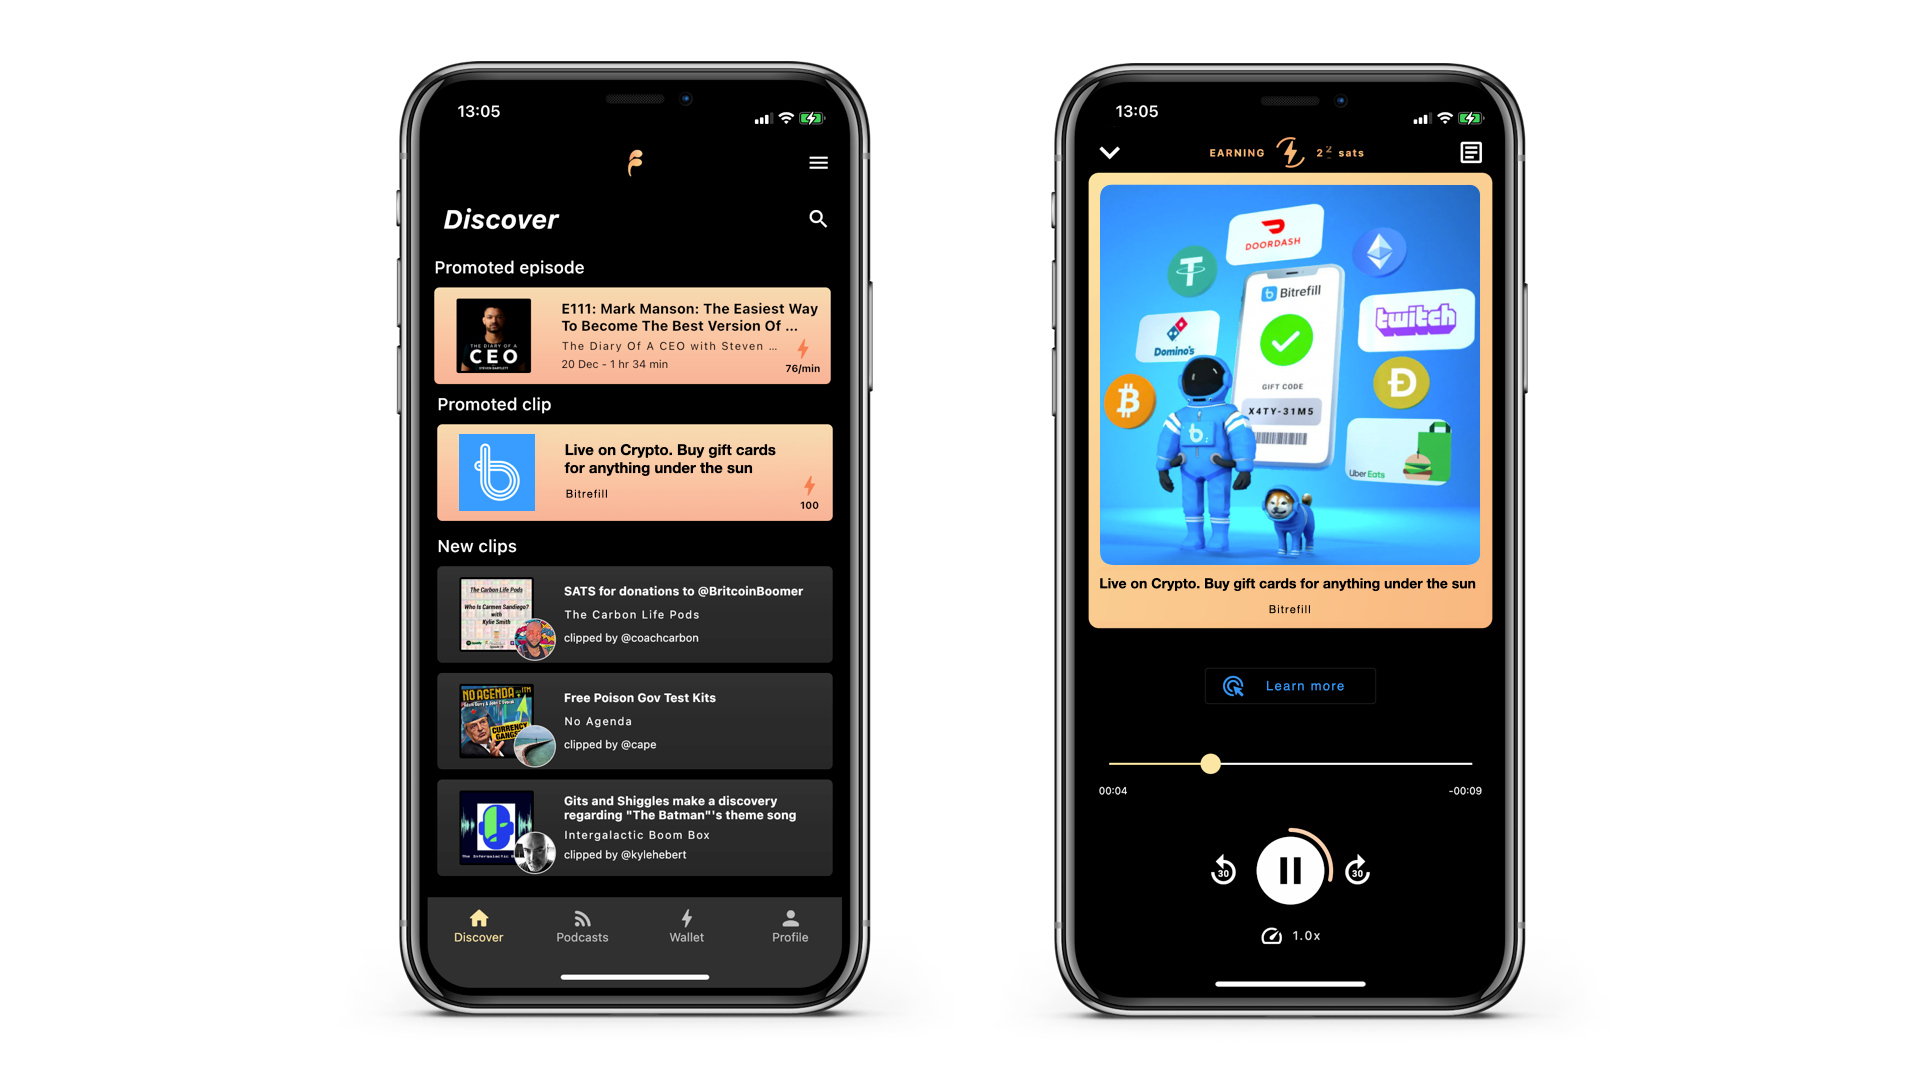 13:05
Discover
Promoted episode
E111: Mark Manson: The Easiest Way
To Become The Best Version Of ...
The Diary Of A CEO with Steven ...
20 Dec - 1 hr 34 min
76/min
THE DIARY OF A
CEO
STEVEN BARTLETT
Promoted clip
Live on Crypto. Buy gift cards
for anything under the sun
Bitrefill
100
New clips
The Carbon Life Pods
Who Is Carmen Sandiego?
with
Kylie Smith
SATS for donations to @BritcoinBoomer
The Carbon Life Pods
clipped by @coachcarbon
NO AGENDA
CURRENCY
Free Poison Gov Test Kits
No Agenda
clipped by @cape
The Intergalactic
Gits and Shiggles make a discovery
regarding "The Batman"'s theme song
Intergalactic Boom Box
clipped by @kylehebert
Discover
Podcasts
Wallet
Profile
13:05
EARNING
2 sats
DOORDASH
Bitrefill
twitch
Domino's
GIFT CODE
X4TY-31M5
Uber Eats
Live on Crypto. Buy gift cards for anything under the sun
Bitrefill
Learn more
00:04
-00:09
30
30
1.0x